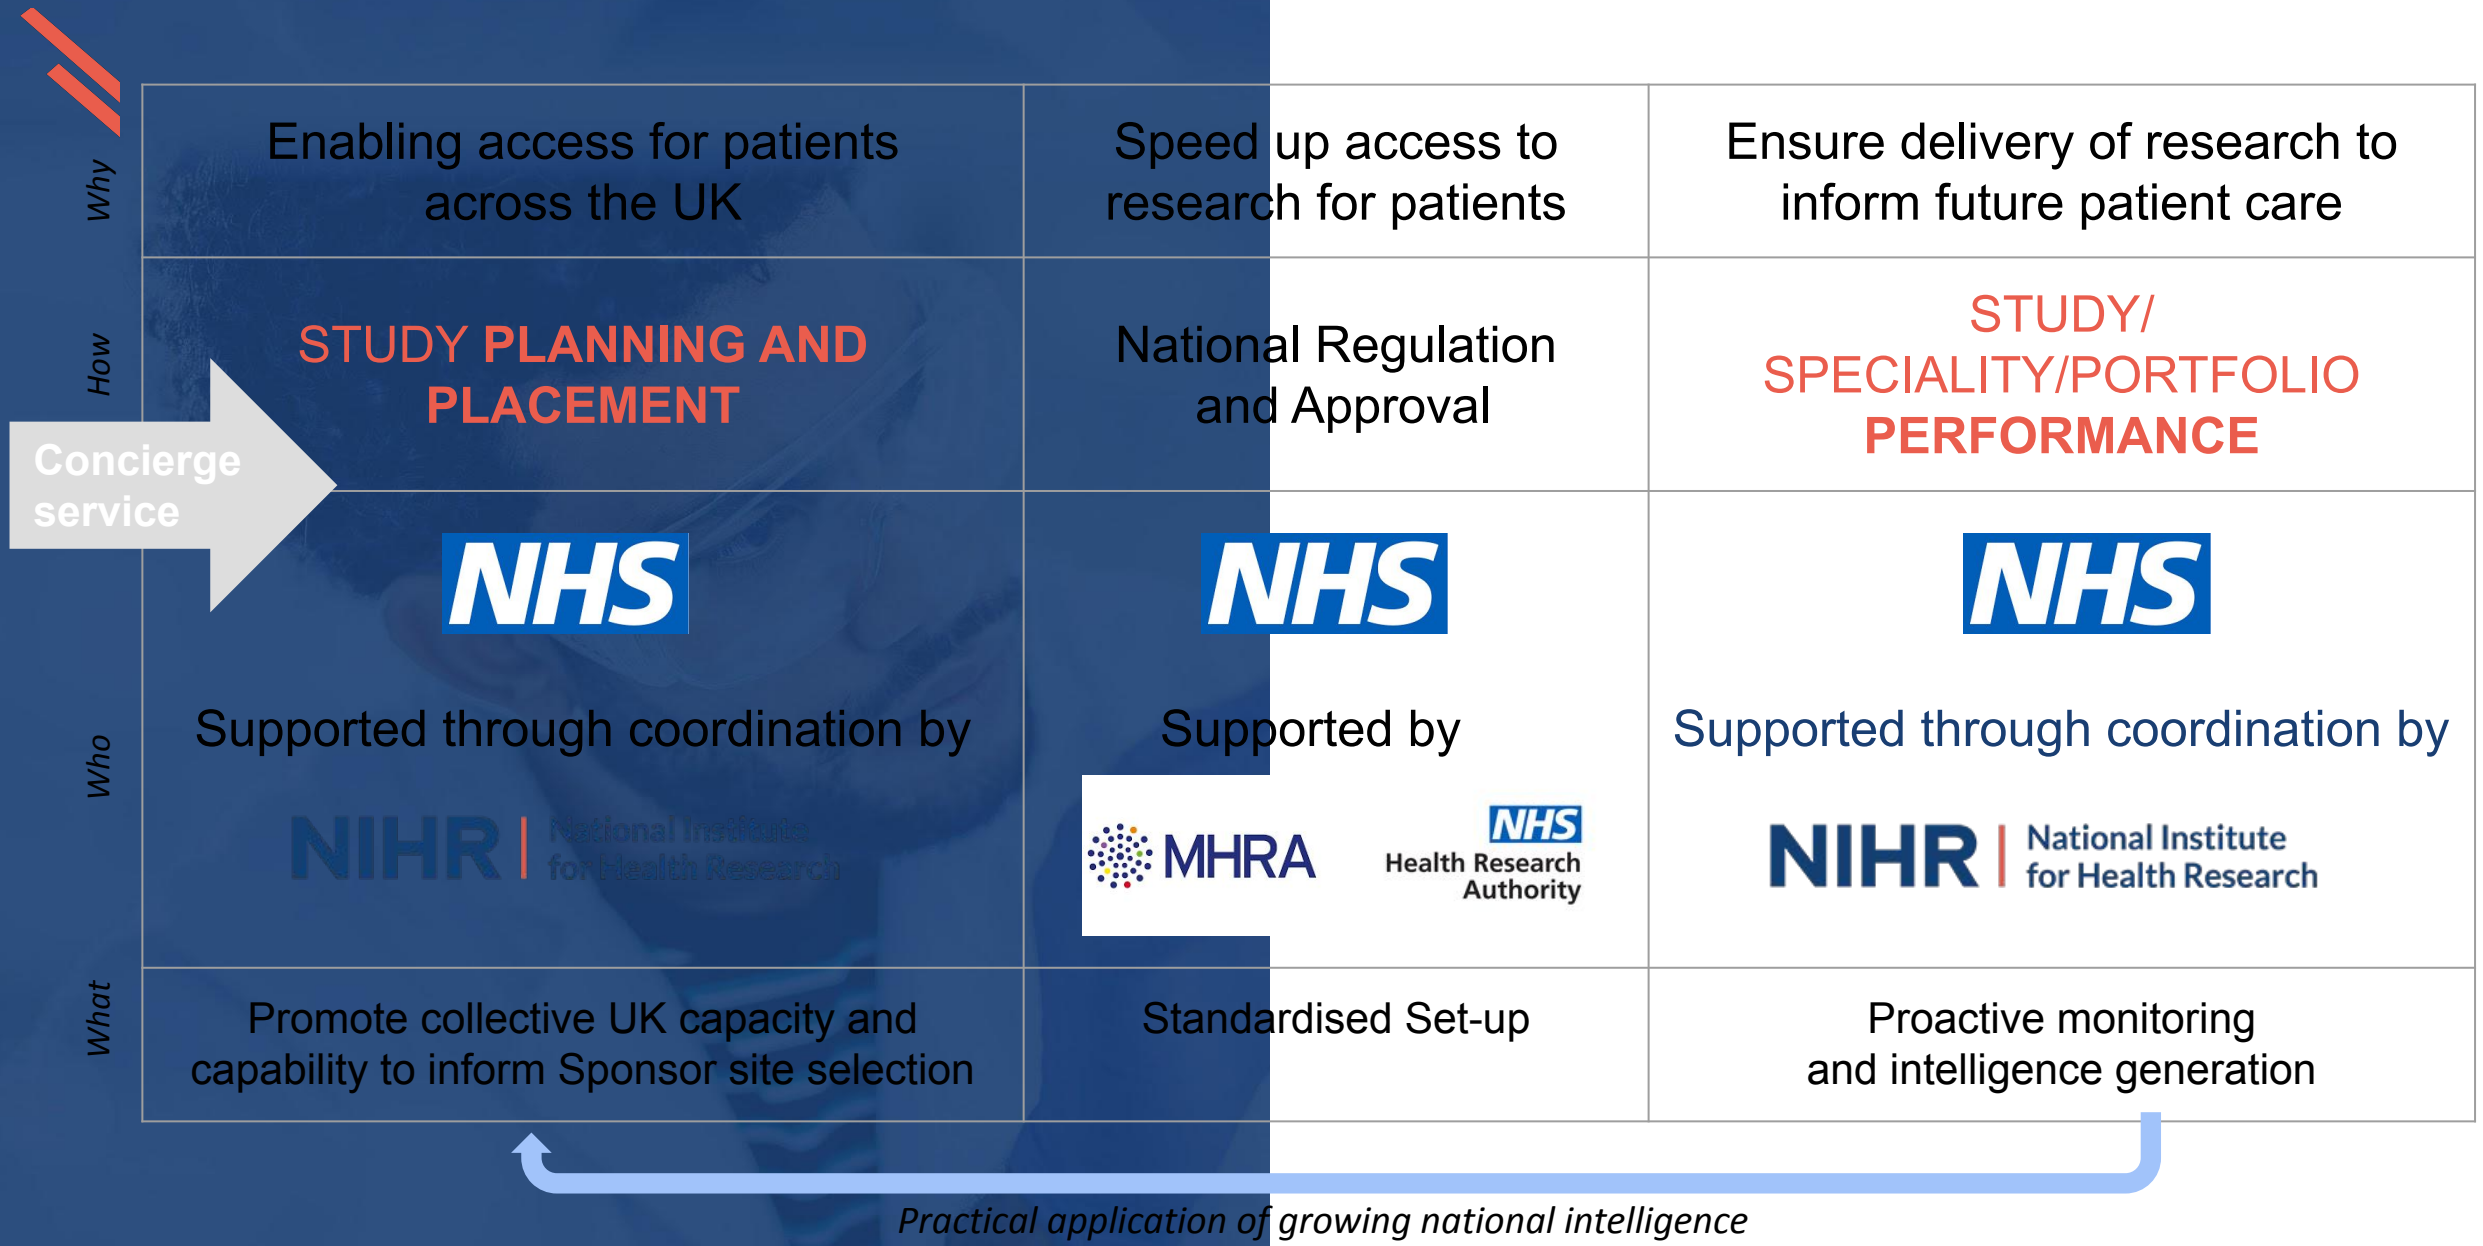 Why
Enabling access for patients
across the UK
Speed up access to
research for patients
Ensure delivery of research to
inform future patient care
How
STUDY PLANNING AND
PLACEMENT
National Regulation
and Approval
STUDY/
SPECIALITY/PORTFOLIO
PERFORMANCE
Concierge
service
Who
NHS
Supported through coordination by
NIHR | National Institute
for Health Research
NHS
Supported by
MHRA
NHS
Health Research
Authority
NHS
Supported through coordination by
NIHR | National Institute
for Health Research
What
Promote collective UK capacity and
capability to inform Sponsor site selection
Standardised Set-up
Proactive monitoring
and intelligence generation
Practical application of growing national intelligence